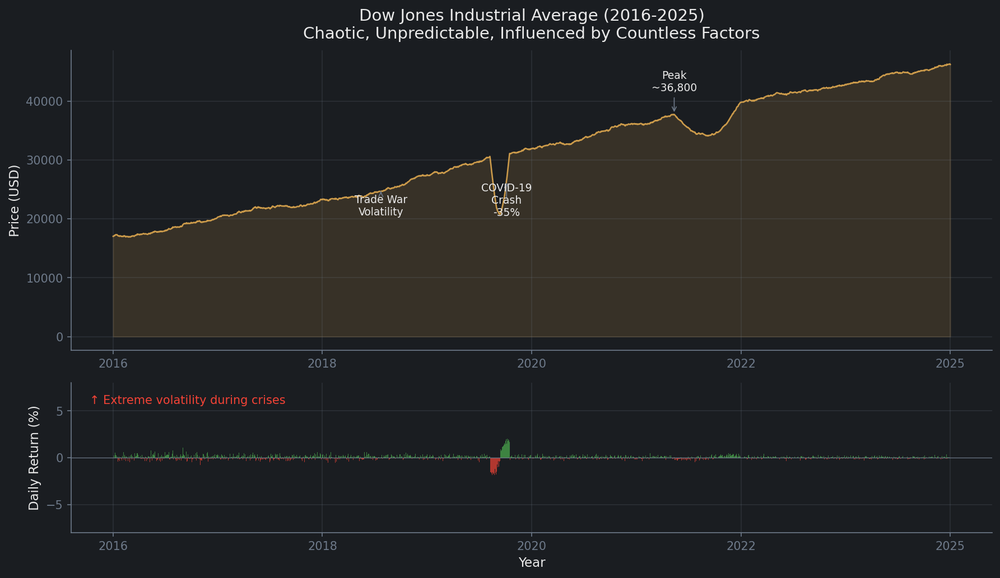 Dow Jones Industrial Average (2016-2025)
Chaotic, Unpredictable, Influenced by Countless Factors
Price (USD)
40000
30000
20000
10000
0
Peak
~36,800
Trade War
Volatility
COVID-19
Crash
-35%
2016
2018
2020
2022
2025
Daily Return (%)
5
0
−5
↑ Extreme volatility during crises
2016
2018
2020
2022
2025
Year